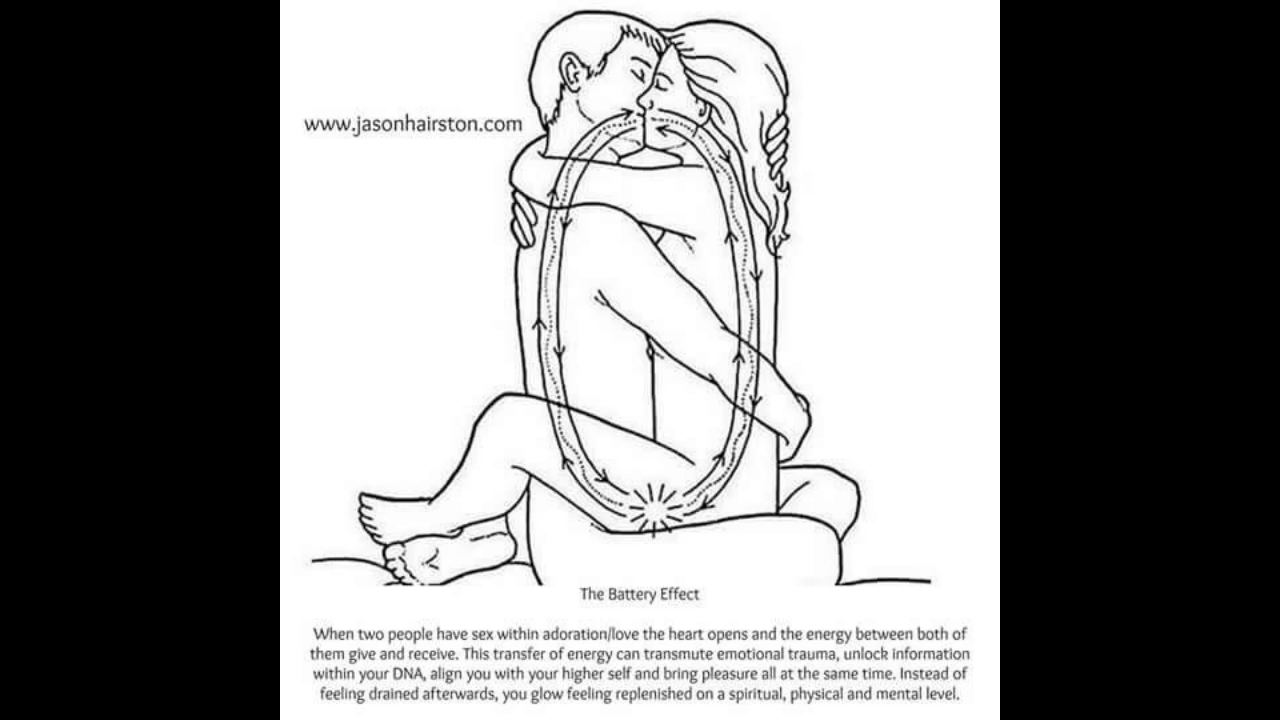 www.jasonhairston.com
The Battery Effect
When two people have sex within adoration/love the heart opens and the energy between both of
them give and receive. This transfer of energy can transmute emotional trauma, unlock information
within your DNA, align you with your higher self and bring pleasure all at the same time. Instead of
feeling drained afterwards, you glow feeling replenished on a spiritual, physical and mental level.